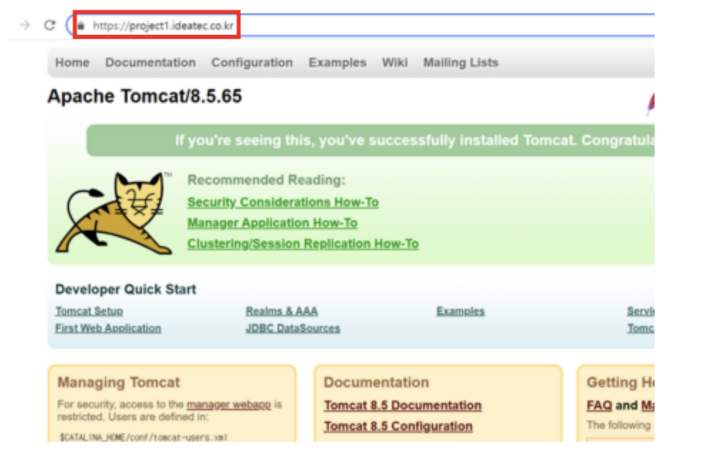 https://project1.ideatec.co.kr
Home Documentation Configuration Examples Wiki Mailing Lists
Apache Tomcat/8.5.65
If you're seeing this, you've successfully installed Tomcat.
TM
Recommended Reading:
Security Considerations How-To
Manager Application How-To
Clustering/Session Replication How-To
Developer Quick Start
Tomcat Setup
Realms & AAA
Examples
First Web Application
JDBC DataSources
Managing Tomcat
For security, access to the manager webapp is
restricted. Users are defined in:
$CATALINA_HOME/conf/tomcat-users.xml
Documentation
Tomcat 8.5 Documentation
Tomcat 8.5 Configuration
Getting
FAQ and
The following